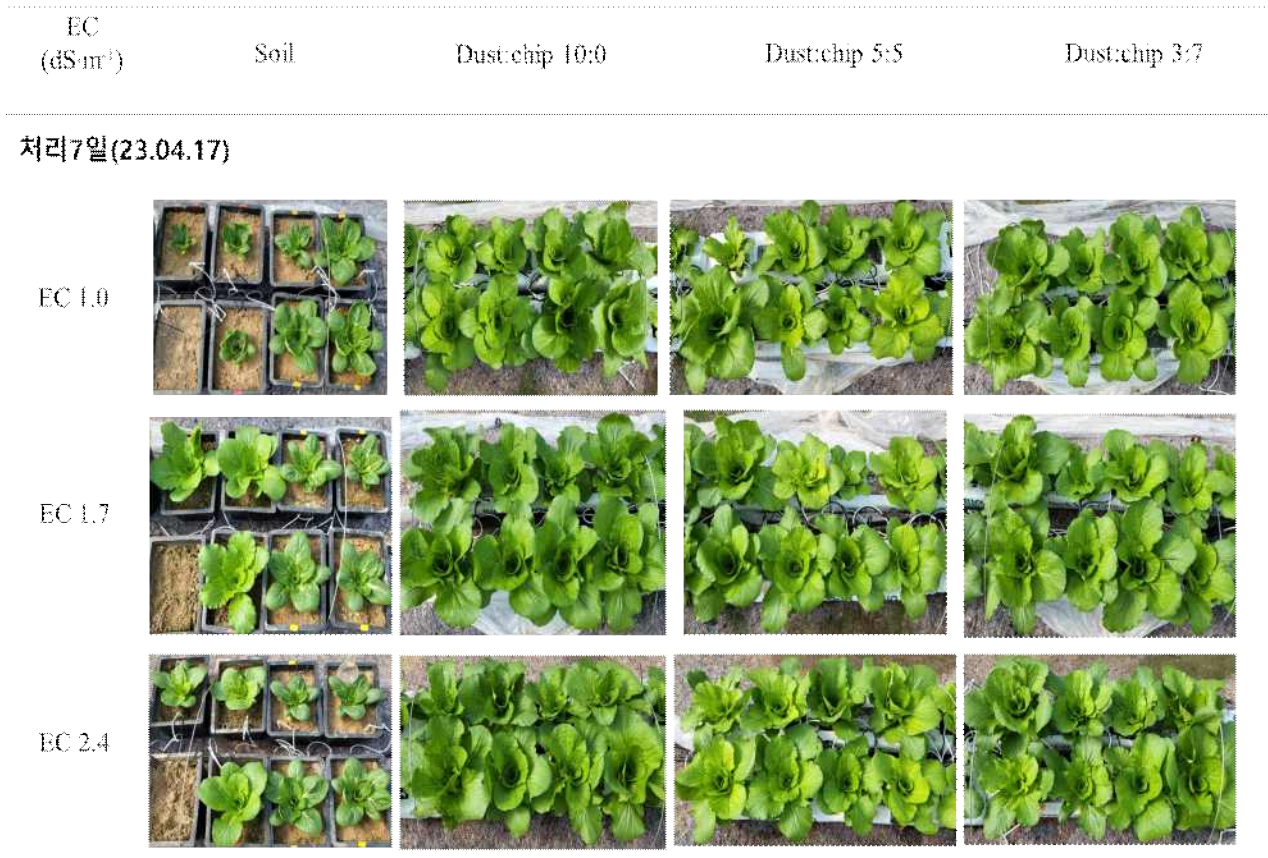 EC
(dS·m⁻¹)
Soil
Dust:chip 10:0
Dust:chip 5:5
Dust:chip 3:7
처리7일(23.04.17)
EC 1.0
EC 1.7
EC 2.4